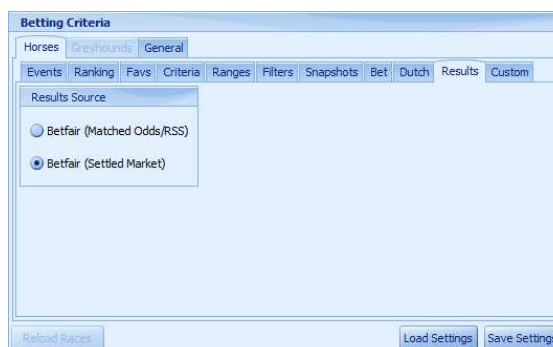 Betting Criteria
Horses Greyhounds General
Events Ranking Favs Criteria Ranges Filters Snapshots Bet Dutch Results Custom
Results Source
Betfair (Matched Odds/RSS)
Betfair (Settled Market)
Reload Races Load Settings Save Setting